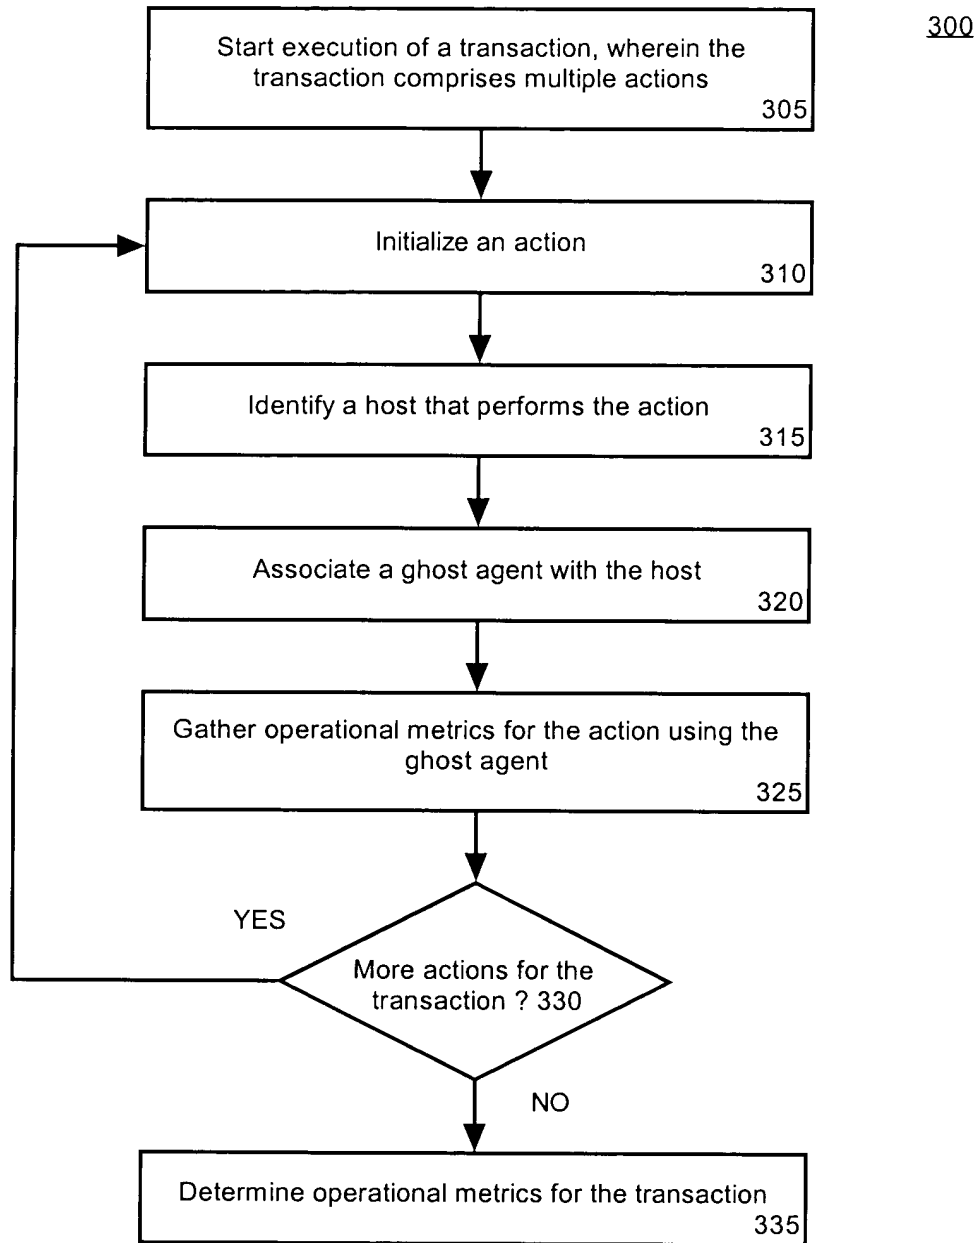 300
Start execution of a transaction, wherein the
transaction comprises multiple actions
305
Initialize an action
310
Identify a host that performs the action
315
Associate a ghost agent with the host
320
Gather operational metrics for the action using the
ghost agent
325
YES
More actions for the
transaction ? 330
NO
Determine operational metrics for the transaction
335